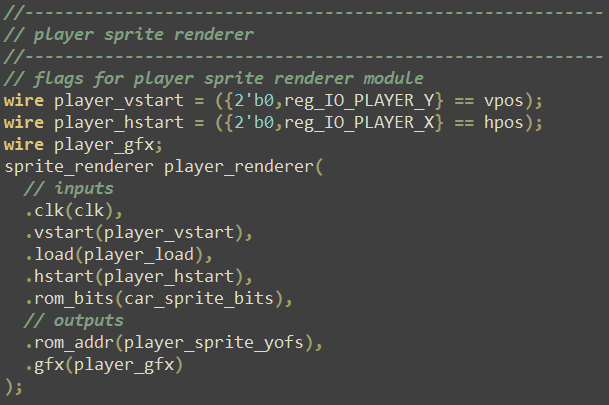 //----------------------------------------------------------
// player sprite renderer
//----------------------------------------------------------
// flags for player sprite renderer module
wire player_vstart = ({2'b0,reg_IO_PLAYER_Y} == vpos);
wire player_hstart = ({2'b0,reg_IO_PLAYER_X} == hpos);
wire player_gfx;
sprite_renderer player_renderer(
  // inputs
  .clk(clk),
  .vstart(player_vstart),
  .load(player_load),
  .hstart(player_hstart),
  .rom_bits(car_sprite_bits),
  // outputs
  .rom_addr(player_sprite_yofs),
  .gfx(player_gfx)
);